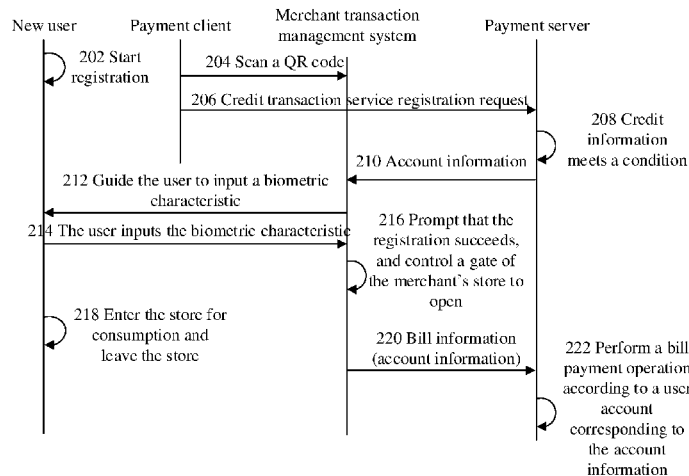 New user
Payment client
Merchant transaction
management system
Payment server
202 Start
registration
204 Scan a QR code
206 Credit transaction service registration request
208 Credit
information
meets a condition
210 Account information
212 Guide the user to input a biometric
characteristic
214 The user inputs the biometric characteristic
216 Prompt that the
registration succeeds,
and control a gate of
the merchant's store to
open
218 Enter the store for
consumption and
leave the store
220 Bill information
(account information)
222 Perform a bill
payment operation
according to a user
account
corresponding to
the account
information